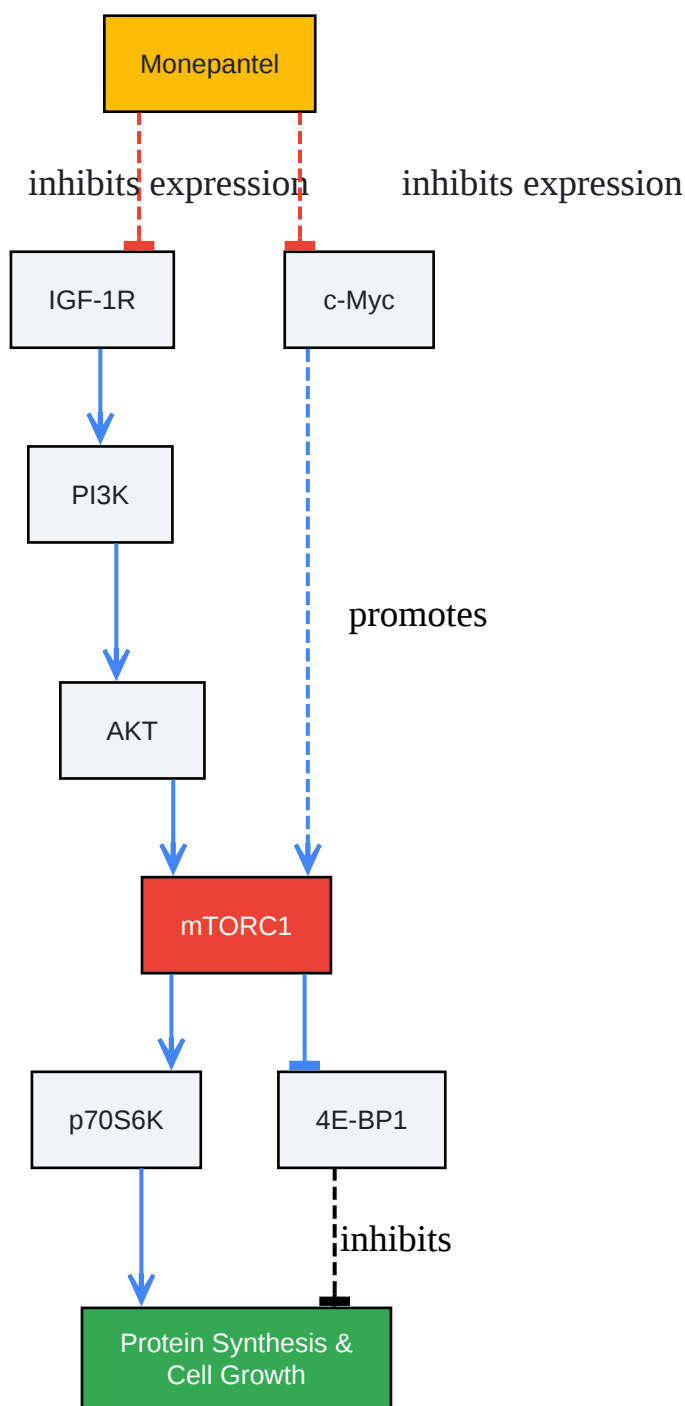 Monepantel
inhibits expression
inhibits expression
IGF-1R
c-Myc
PI3K
promotes
AKT
mTORC1
p70S6K
4E-BP1
inhibits
Protein Synthesis &
Cell Growth